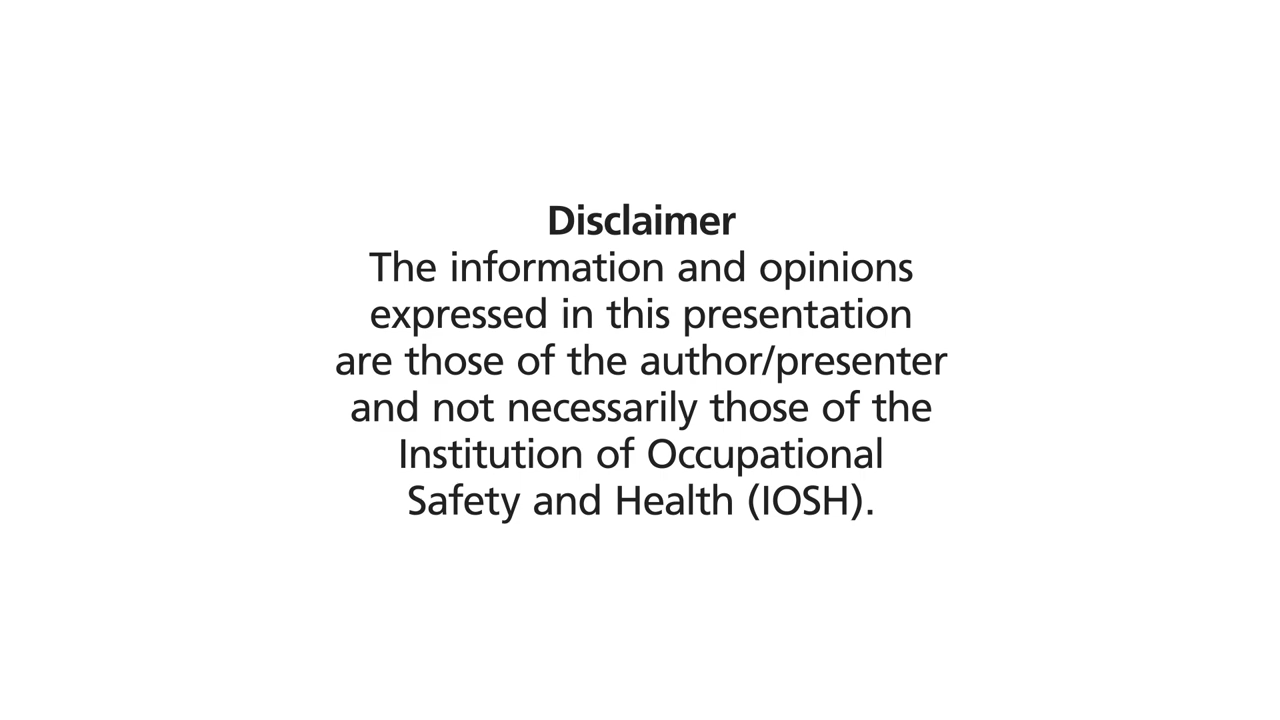 Disclaimer
The information and opinions
expressed in this presentation
are those of the author/presenter
and not necessarily those of the
Institution of Occupational
Safety and Health (IOSH).